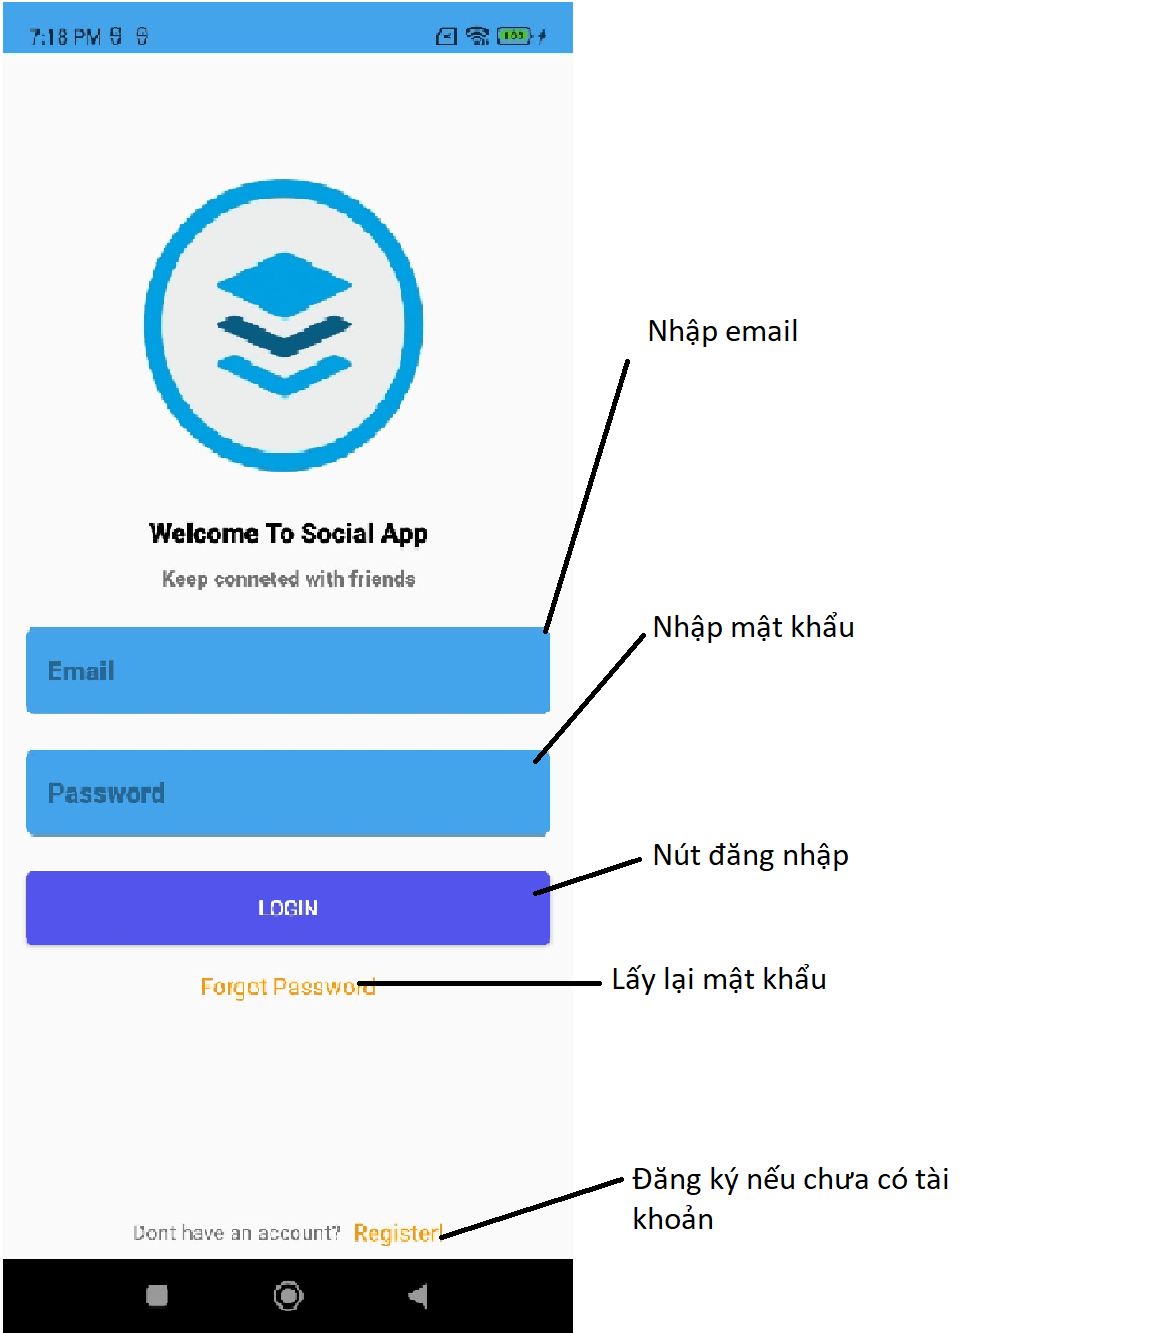 7:18 PM
100
Nhập email
Welcome To Social App
Keep conneted with friends
Nhập mật khẩu
Email
Password
Nút đăng nhập
LOGIN
Lấy lại mật khẩu
Forgot Password
Đăng ký nếu chưa có tài
khoản
Dont have an account? Register!